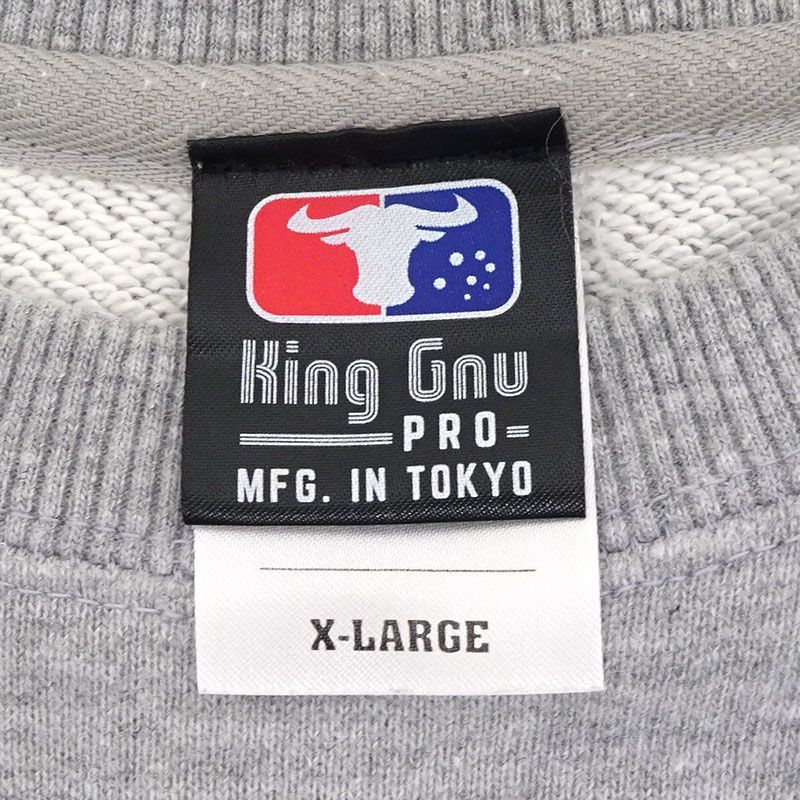 King Gnu
PRO
MFG. IN TOKYO
X-LARGE